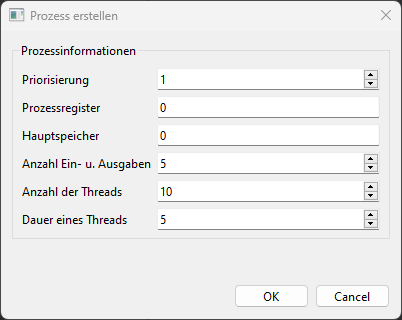 Prozess erstellen
Prozessinformationen
Priorisierung 1
Prozessregister 0
Hauptspeicher 0
Anzahl Ein- u. Ausgaben 5
Anzahl der Threads 10
Dauer eines Threads 5
OK Cancel